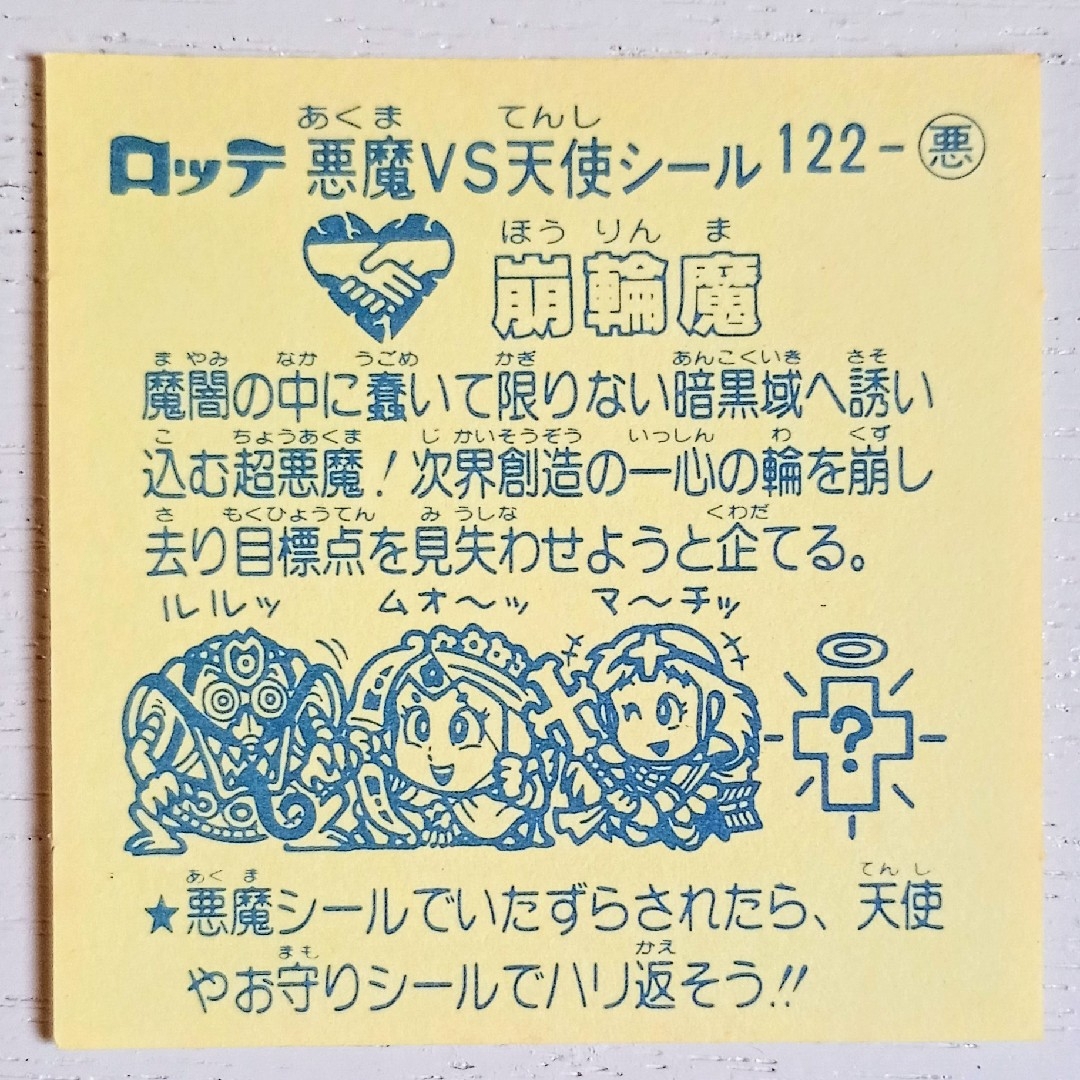 ロッテ 悪魔VS天使シール 122-悪
あくま てんし
1
ほうりんま
崩輪魔
まやみ なか うごめ かぎ あんこくいき さそ
魔闇の中に蠢いて限りない暗黒域へ誘い
こ ちょうあくま じかいそうぞう いっしん わ くず
込む超悪魔！次界創造の一心の輪を崩し
さ もくひょうてん みうしな くわだ
去り目標点を見失わせようと企てる。
ルルルッ ムォ〜ッ マ〜チッ
?
あくま てんし
★悪魔シールでいたずらされたら、天使
まも かえ
やお守りシールでハリ返そう!!